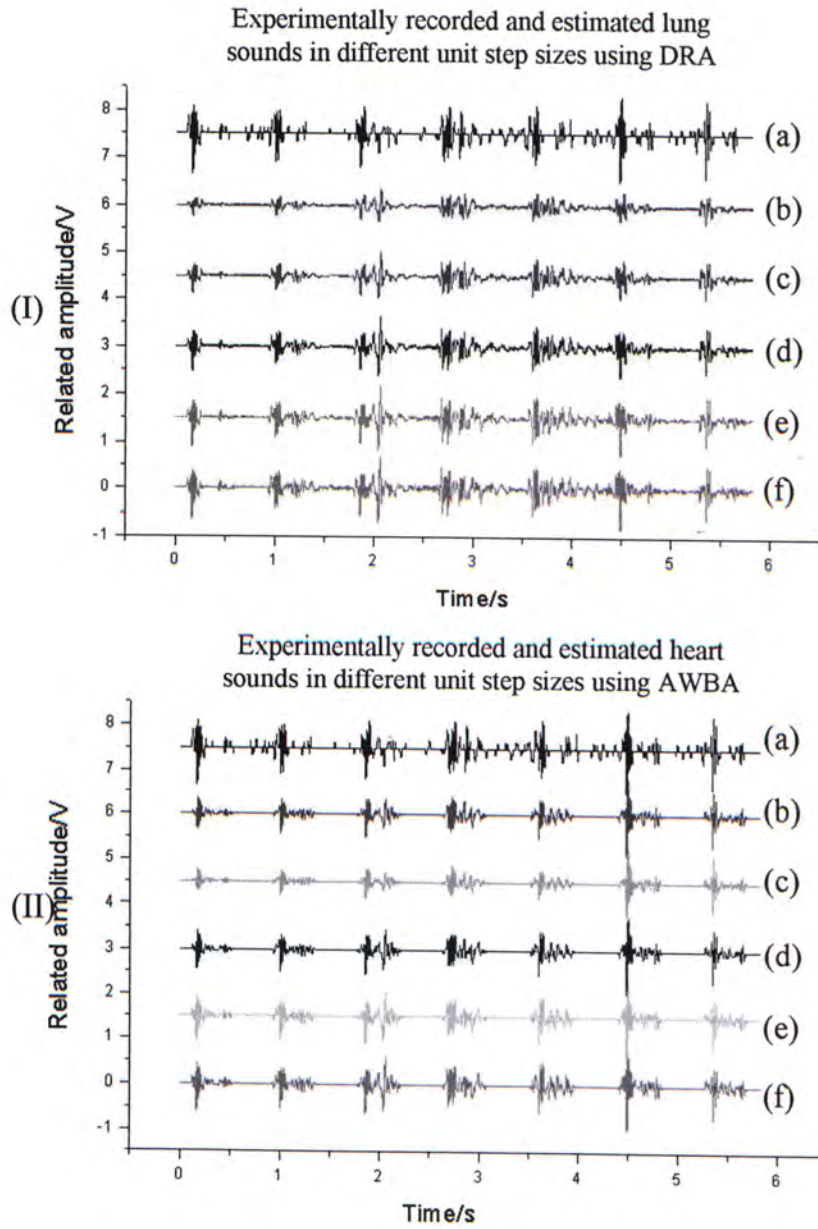 Experimentally recorded and estimated lung
sounds in different unit step sizes using DRA
(I)
Related amplitude/V
8
7
6
5
4
3
2
1
0
-1
(a)
(b)
(c)
(d)
(e)
(f)
0
1
2
3
4
5
6
Time/s
Experimentally recorded and estimated heart
sounds in different unit step sizes using AWBA
(II)
Related amplitude/V
8
7
6
5
4
3
2
1
0
-1
(a)
(b)
(c)
(d)
(e)
(f)
0
1
2
3
4
5
6
Time/s